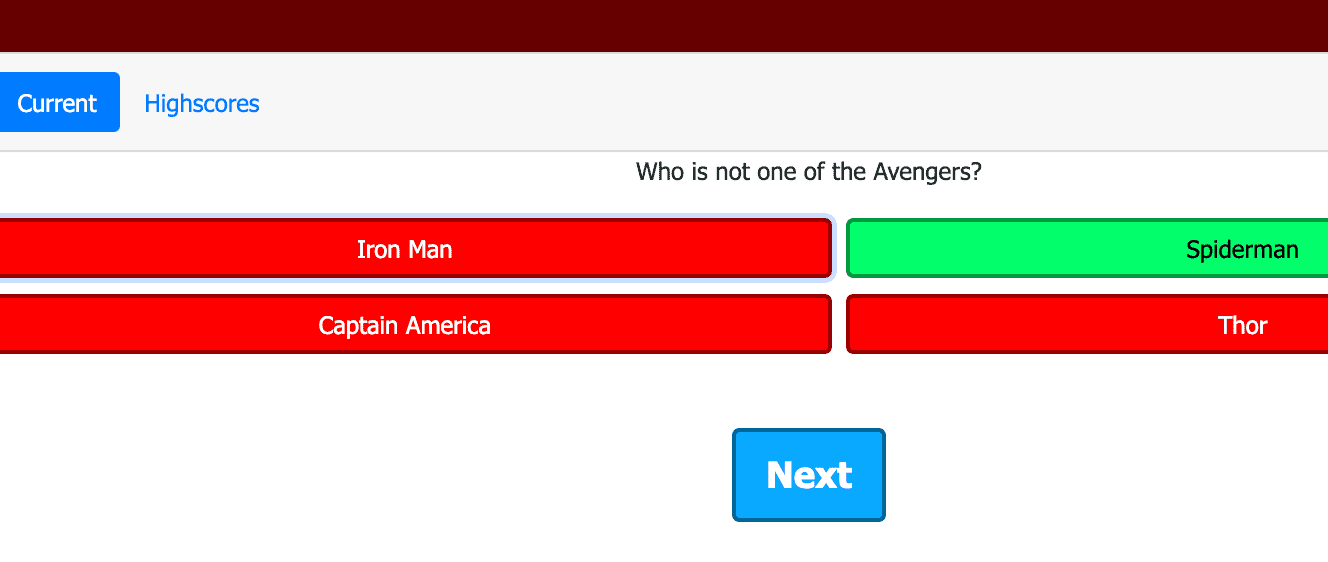 Current Highscores
Who is not one of the Avengers?
Iron Man Spiderman
Captain America Thor
Next